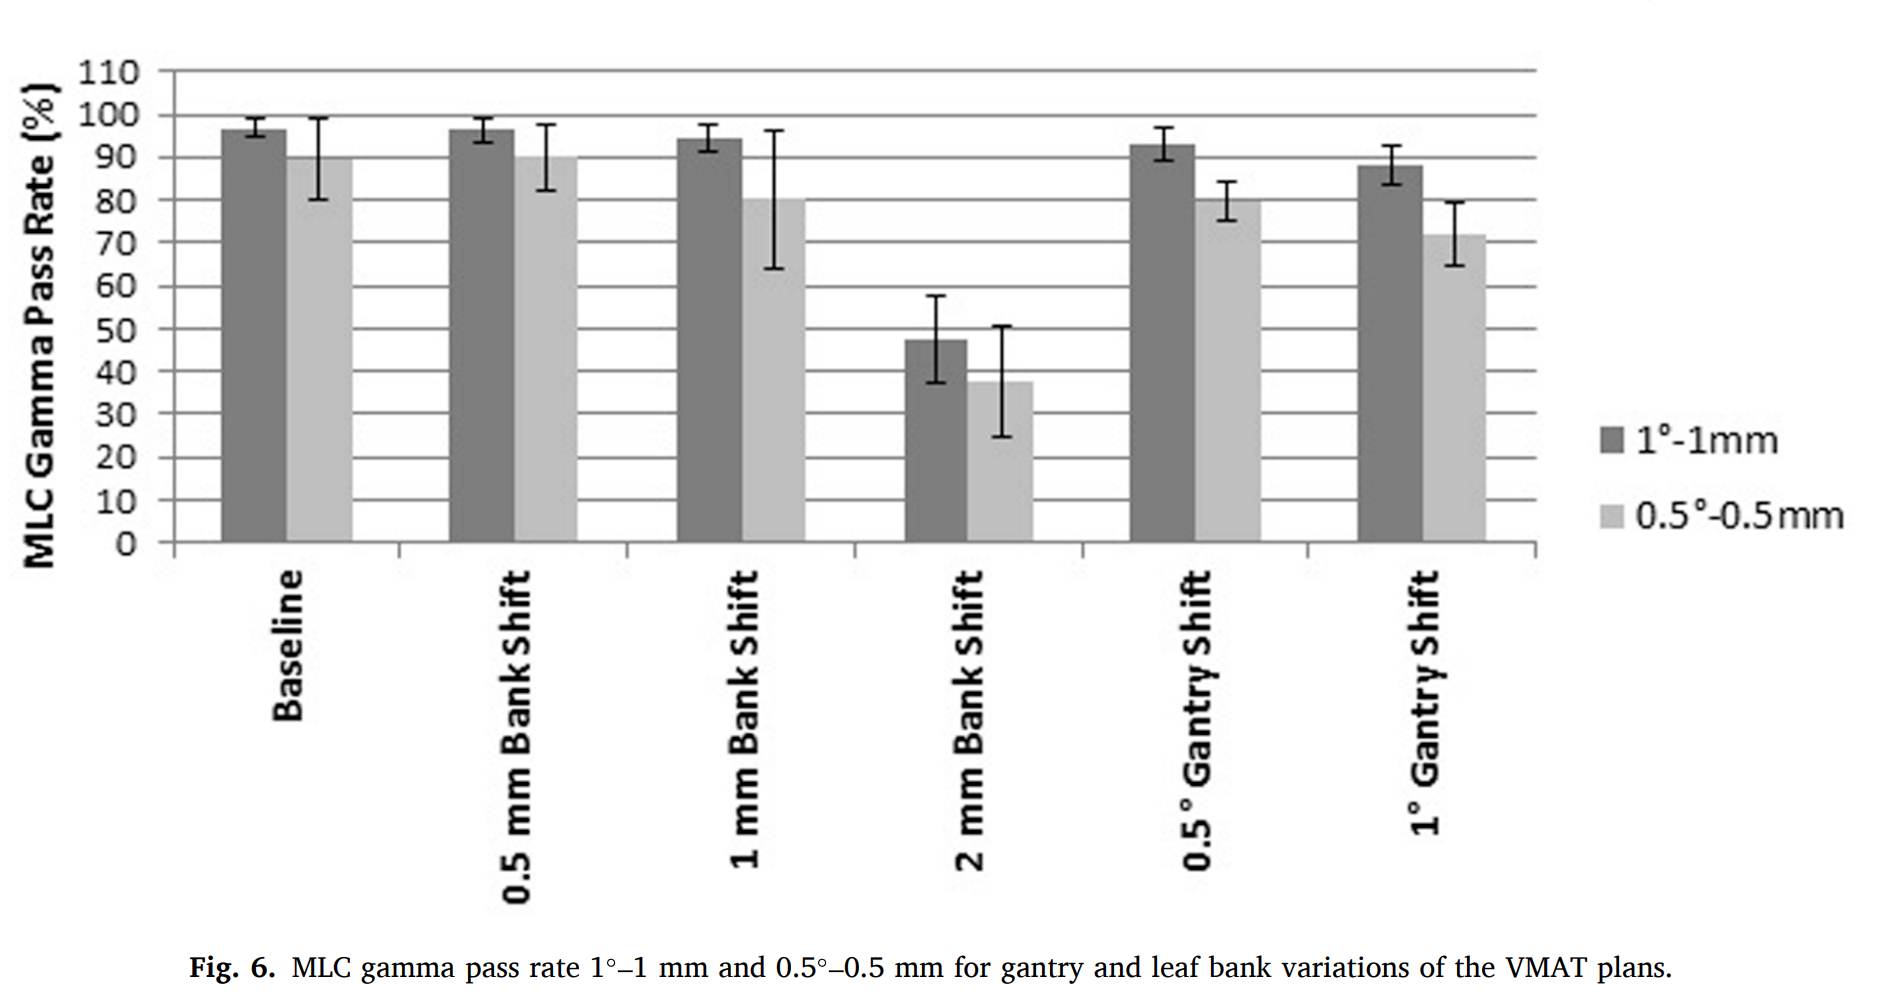 MLC Gamma Pass Rate (%)
110
100
90
80
70
60
50
40
30
20
10
0
Baseline
0.5 mm Bank Shift
1 mm Bank Shift
2 mm Bank Shift
0.5° Gantry Shift
1° Gantry Shift
1°-1mm
0.5°-0.5mm
Fig. 6. MLC gamma pass rate 1°–1 mm and 0.5°–0.5 mm for gantry and leaf bank variations of the VMAT plans.